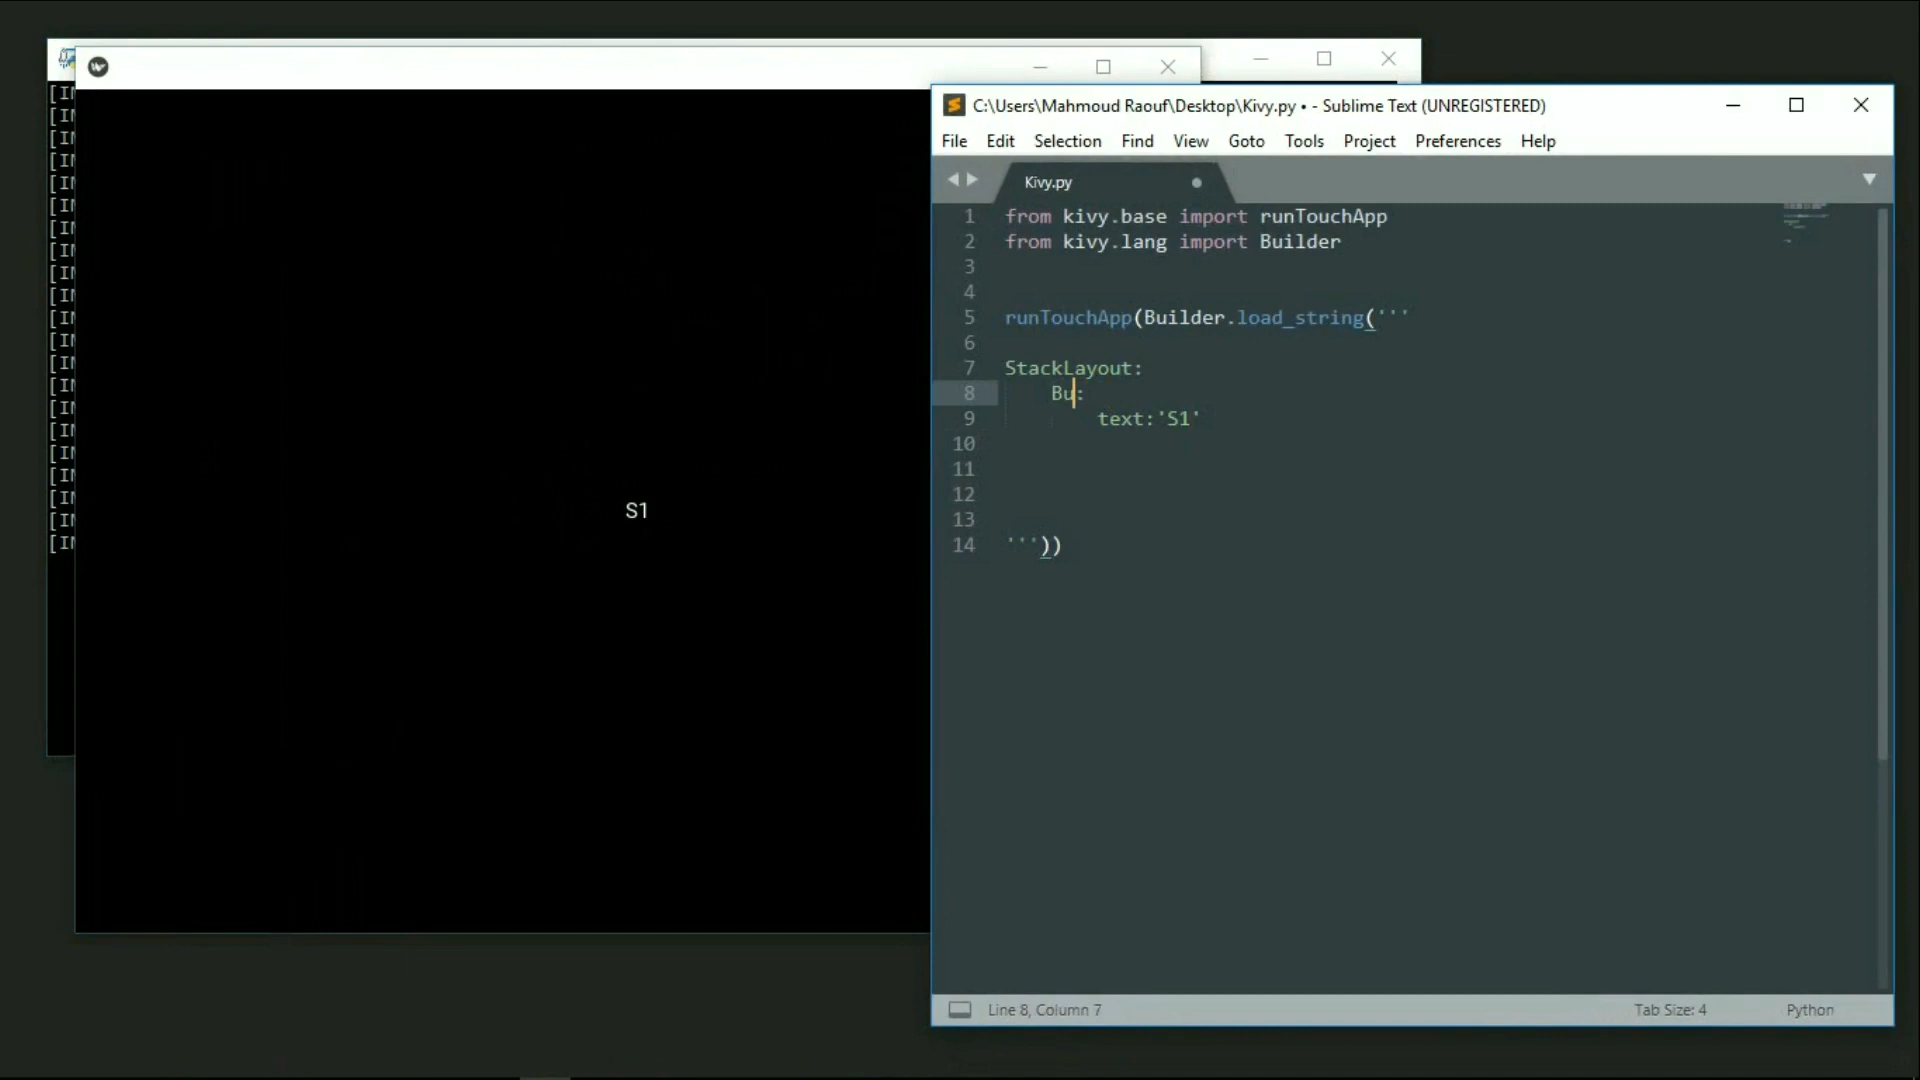 C:\Users\Mahmoud Raouf\Desktop\Kivy.py • - Sublime Text (UNREGISTERED)
File Edit Selection Find View Goto Tools Project Preferences Help
Kivy.py
1 from kivy.base import runTouchApp
2 from kivy.lang import Builder
3
4
5 runTouchApp(Builder.load_string('''
6
7 StackLayout:
8 Bu:
9 text:'S1'
10
11
12
13
14 '''))
Line 8, Column 7 Tab Size: 4 Python
S1